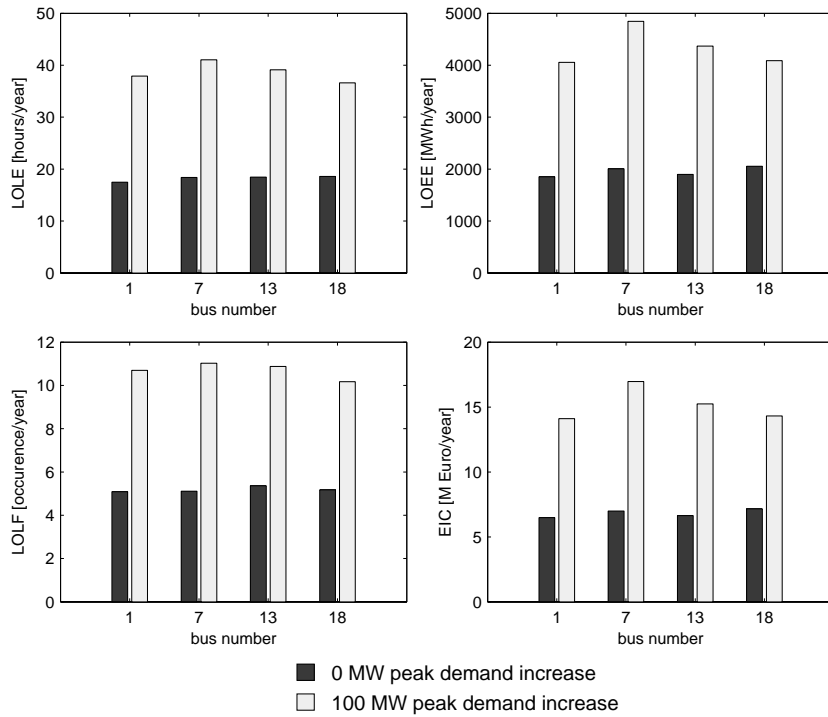 50
40
30
20
10
0
LOLE [hours/year]
1 7 13 18
bus number
5000
4000
3000
2000
1000
0
LOEE [MWh/year]
1 7 13 18
bus number
12
10
8
6
4
2
0
LOLF [occurence/year]
1 7 13 18
bus number
20
15
10
5
0
EIC [M Euro/year]
1 7 13 18
bus number
0 MW peak demand increase
100 MW peak demand increase